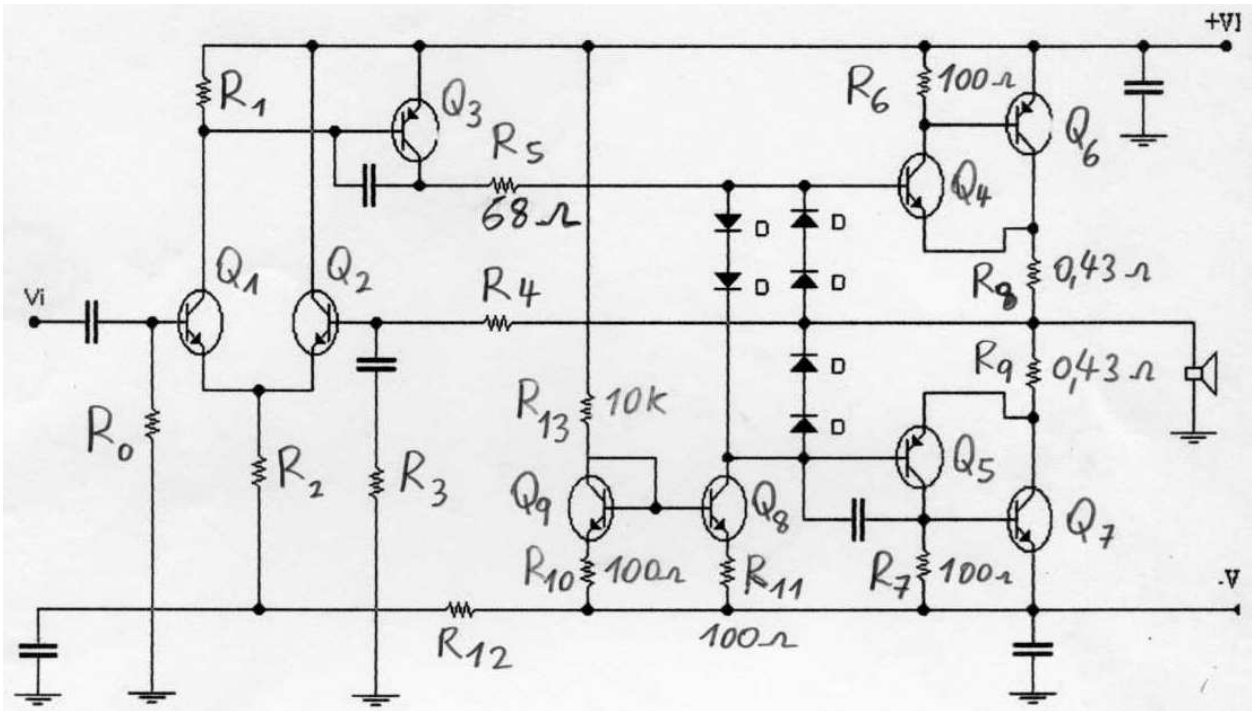 +VI
R6 100Ω
R1
Q3
Q6
R5
Q4
68Ω
D D
Q1 Q2
R4
D D
R8 0,43Ω
Vi
R9 0,43Ω
R13 10K
D
R0
R2
R3
D
Q5
Q9
Q8
Q7
R10 100Ω
R11
R7 100Ω
-V
R12
100Ω